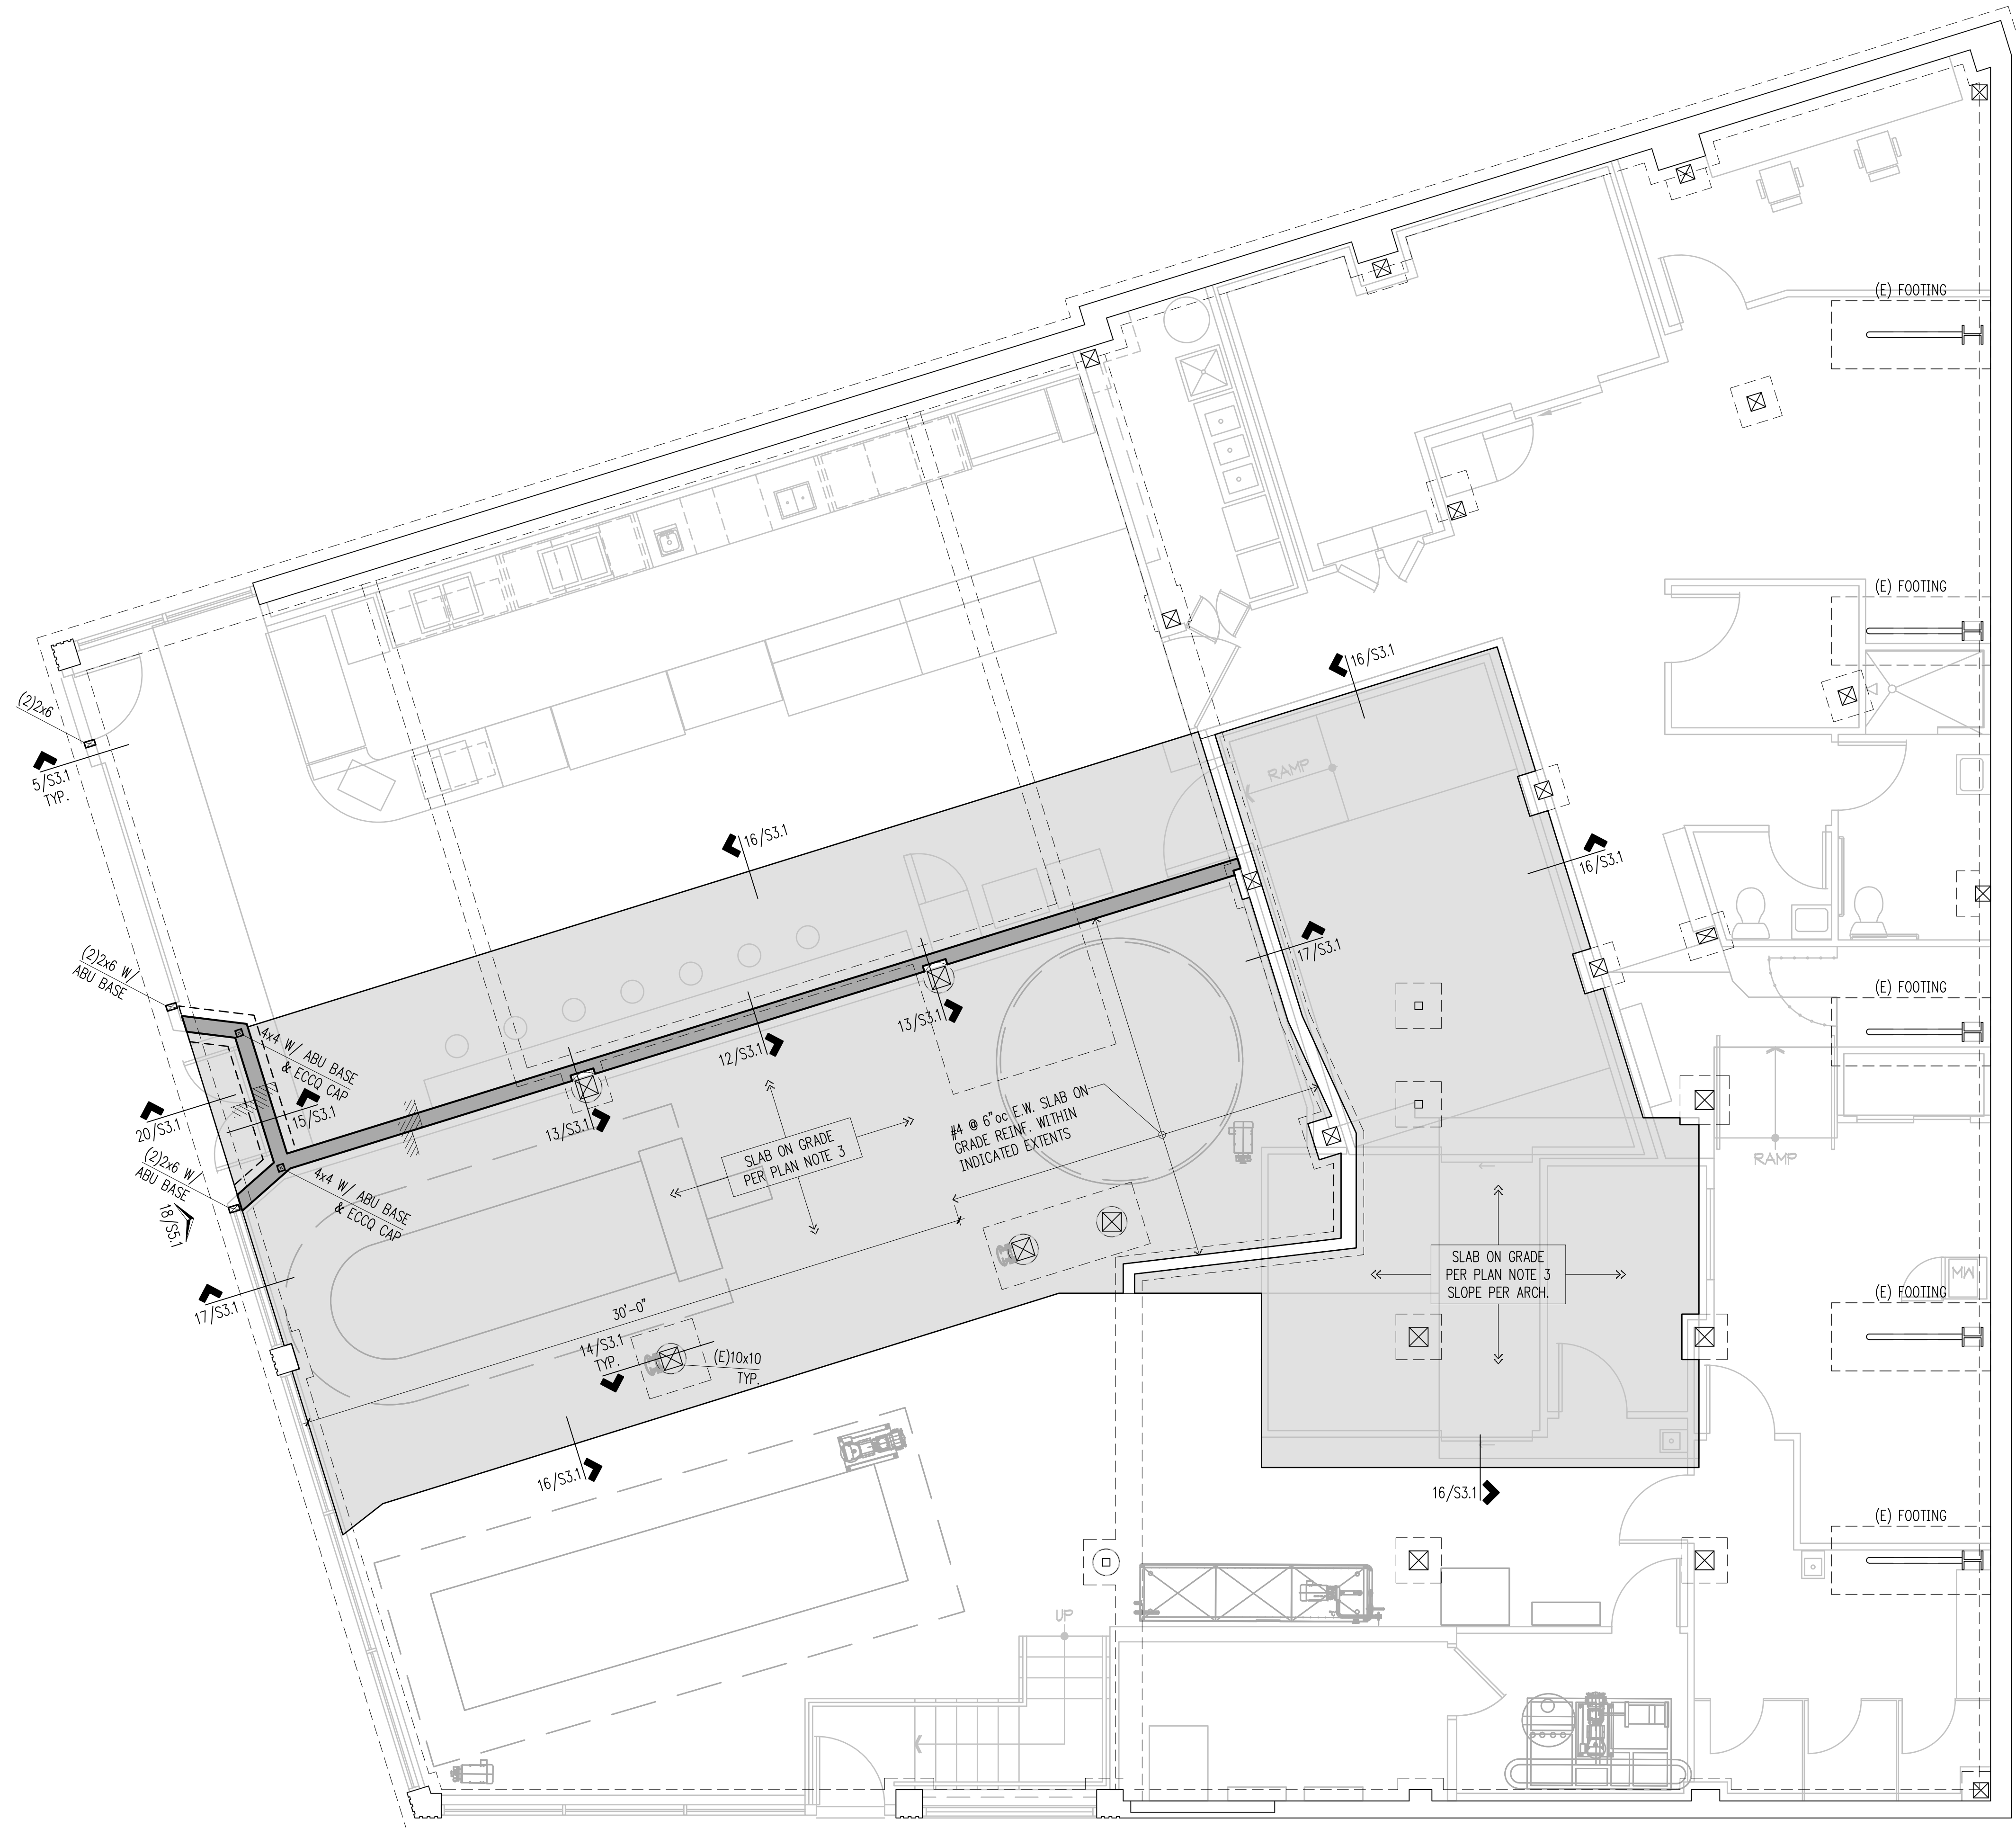 (E) FOOTING
(E) FOOTING
16/S3.1
(2)2x6
5/S3.1
TYP.
RAMP
16/S3.1
16/S3.1
17/S3.1
(2)2x6 W/
ABU BASE
13/S3.1
12/S3.1
(E) FOOTING
4x4 W/ ABU BASE
& ECCQ CAP
15/S3.1
20/S3.1
13/S3.1
#4 @ 6"oc E.W. SLAB ON
GRADE REINF. WITHIN
INDICATED EXTENTS
SLAB ON GRADE
PER PLAN NOTE 3
RAMP
(2)2x6 W/
ABU BASE
4x4 W/ ABU BASE
& ECCQ CAP
18/S5.1
SLAB ON GRADE
PER PLAN NOTE 3
SLOPE PER ARCH.
MW
(E) FOOTING
17/S3.1
30'-0"
14/S3.1
TYP.
(E)10x10
TYP.
16/S3.1
16/S3.1
(E) FOOTING
UP